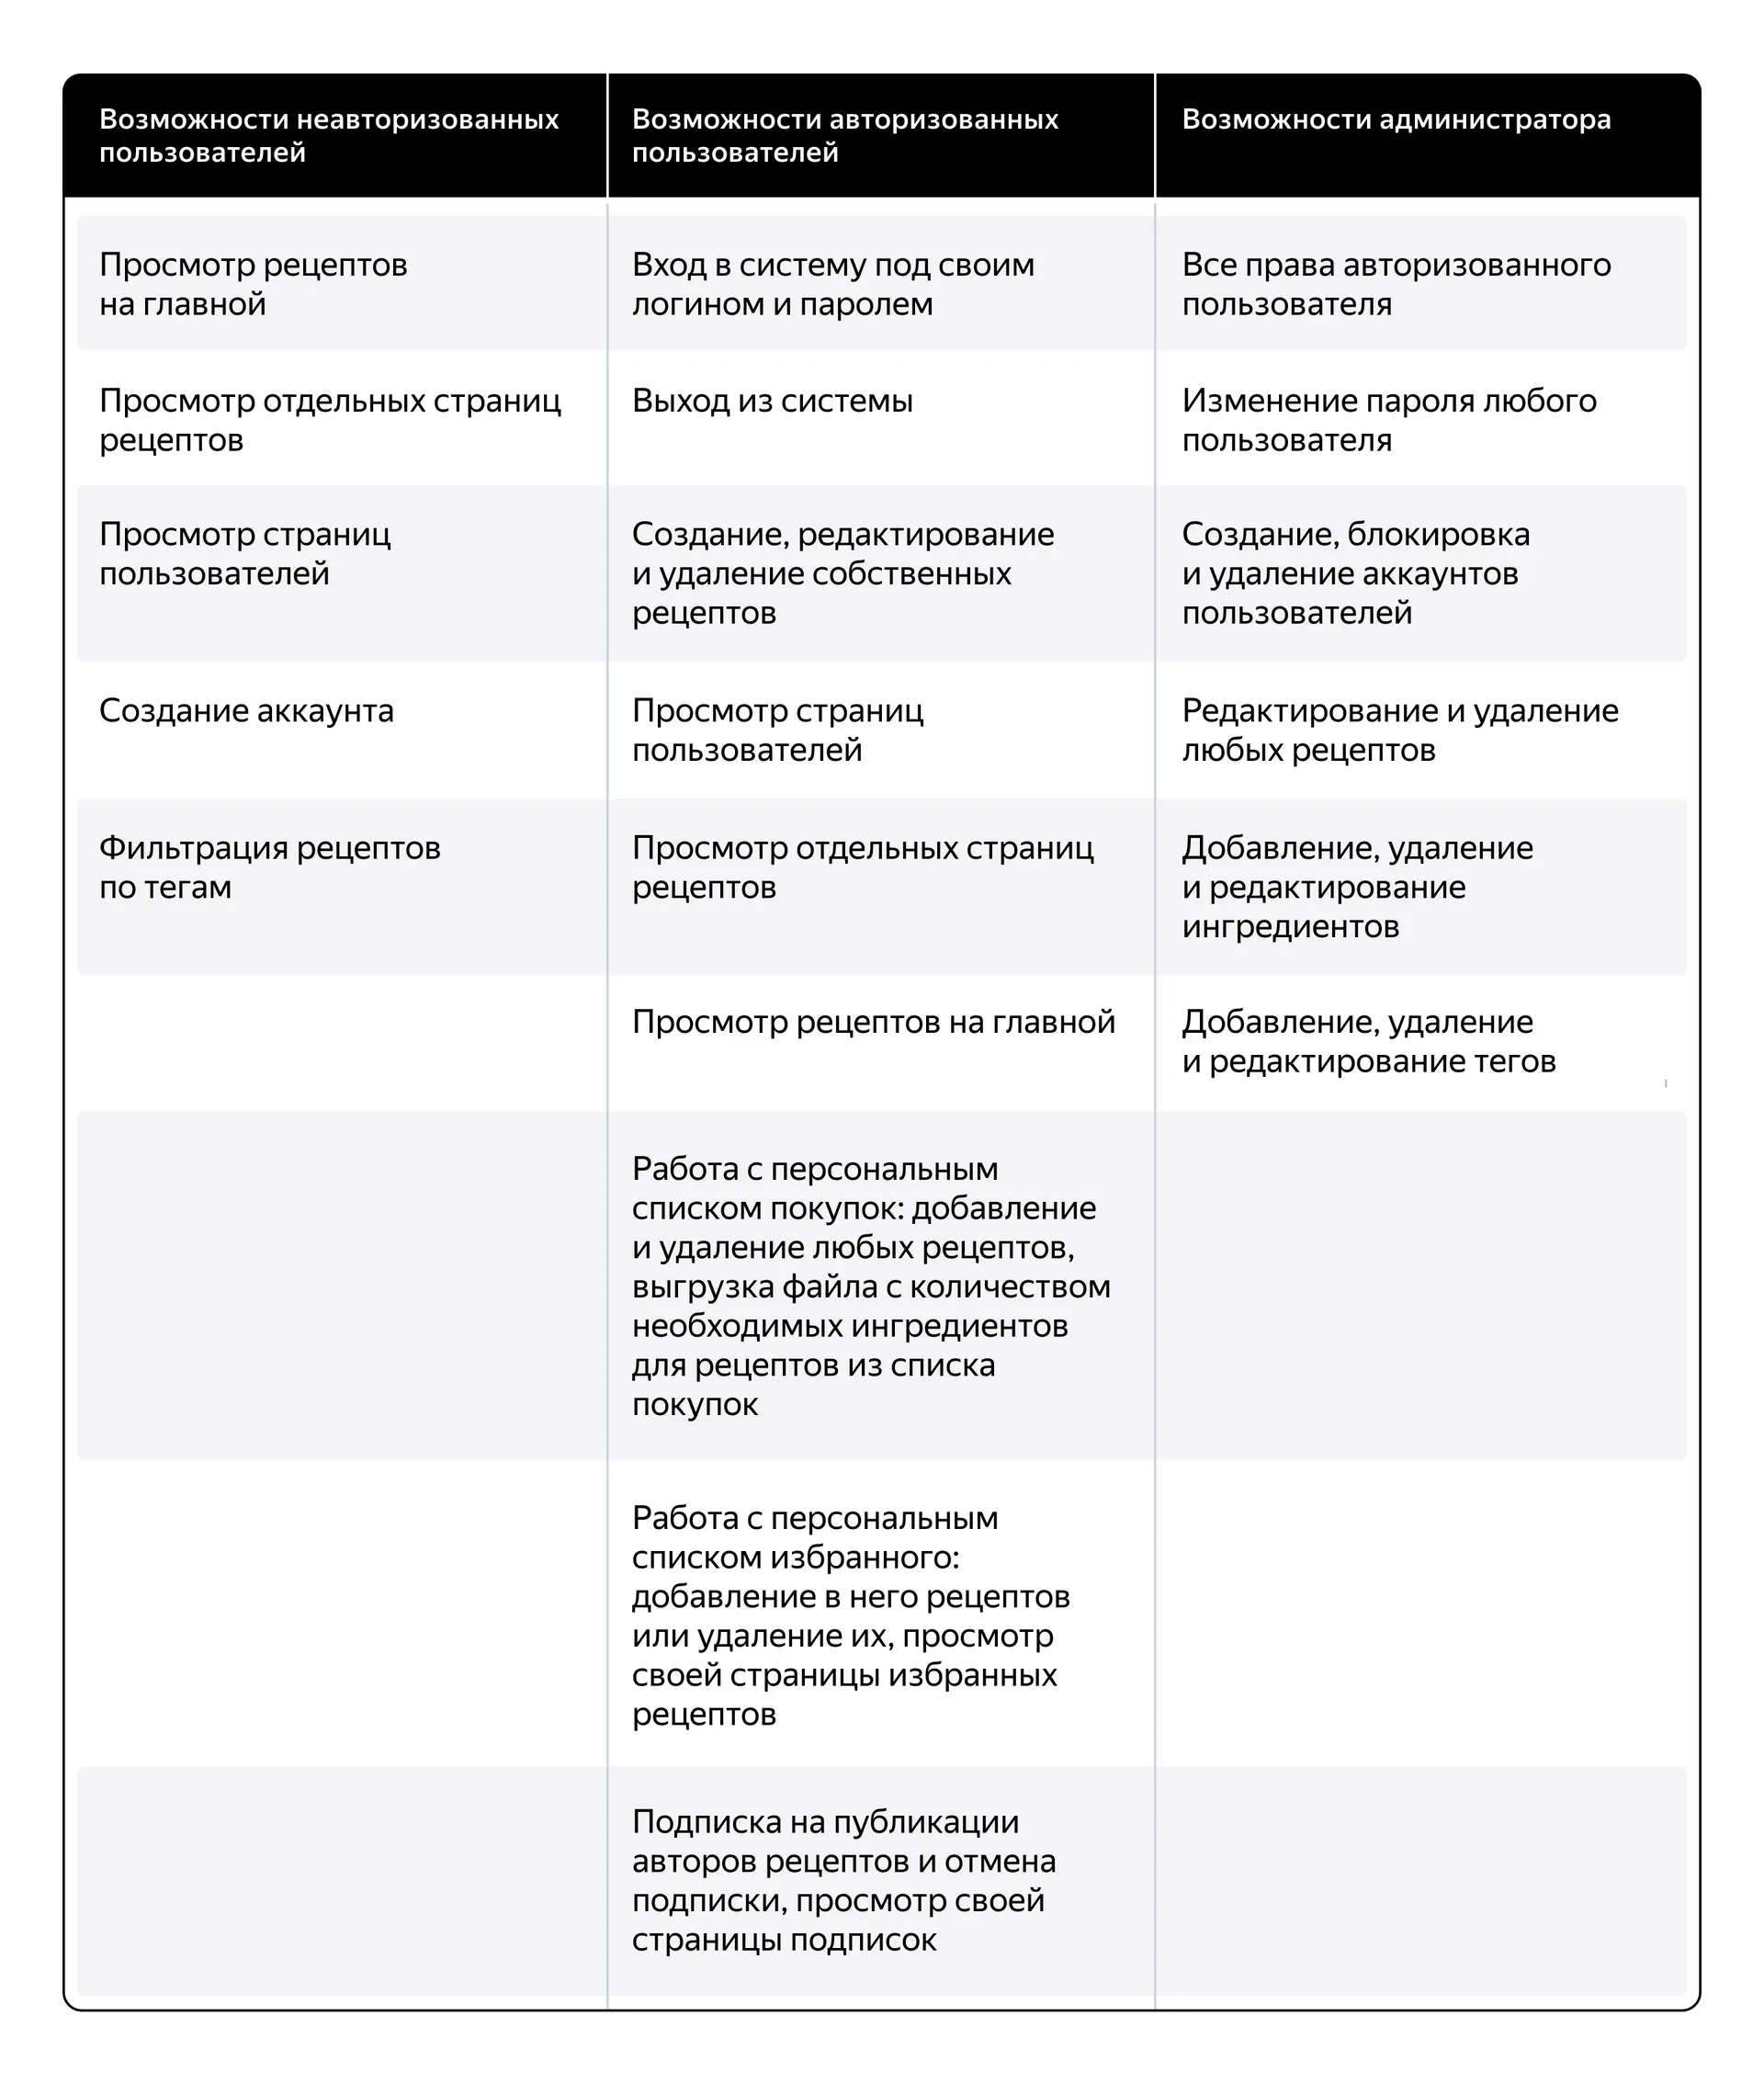 Возможности неавторизованных
пользователей
Возможности авторизованных
пользователей
Возможности администратора
Просмотр рецептов
на главной
Вход в систему под своим
логином и паролем
Все права авторизованного
пользователя
Просмотр отдельных страниц
рецептов
Выход из системы
Изменение пароля любого
пользователя
Просмотр страниц
пользователей
Создание, редактирование
и удаление собственных
рецептов
Создание, блокировка
и удаление аккаунтов
пользователей
Создание аккаунта
Просмотр страниц
пользователей
Редактирование и удаление
любых рецептов
Фильтрация рецептов
по тегам
Просмотр отдельных страниц
рецептов
Добавление, удаление
и редактирование
ингредиентов
Просмотр рецептов на главной
Добавление, удаление
и редактирование тегов
Работа с персональным
списком покупок: добавление
и удаление любых рецептов,
выгрузка файла с количеством
необходимых ингредиентов
для рецептов из списка
покупок
Работа с персональным
списком избранного:
добавление в него рецептов
или удаление их, просмотр
своей страницы избранных
рецептов
Подписка на публикации
авторов рецептов и отмена
подписки, просмотр своей
страницы подписок